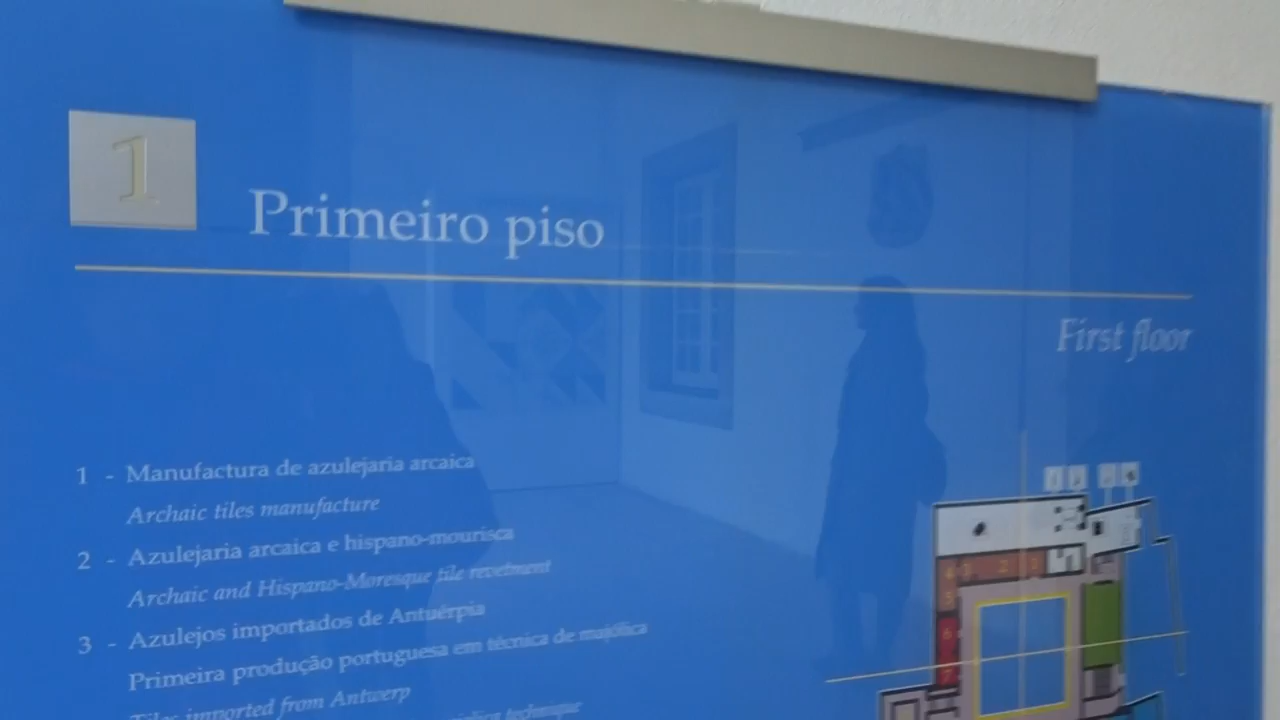 1
Primeiro piso
First floor
1 - Manufactura de azulejaria arcaica
Archaic tiles manufacture
2 - Azulejaria arcaica e hispano-mourisca
Archaic and Hispano-Moresque tile revetment
3 - Azulejos importados de Antuérpia
Primeira produção portuguesa em técnica de majólica
Tiles imported from Antwerp
technique